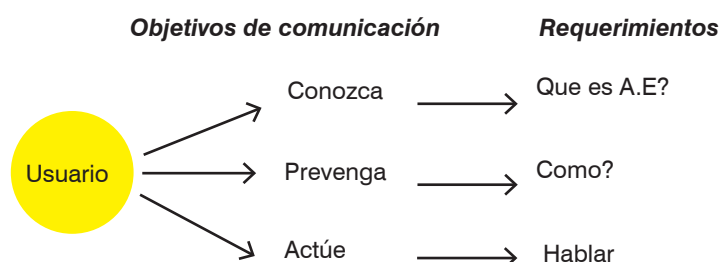 Objetivos de comunicación Requerimientos
Conozca Que es A.E?
Usuario Prevenga Como?
Actúe Hablar